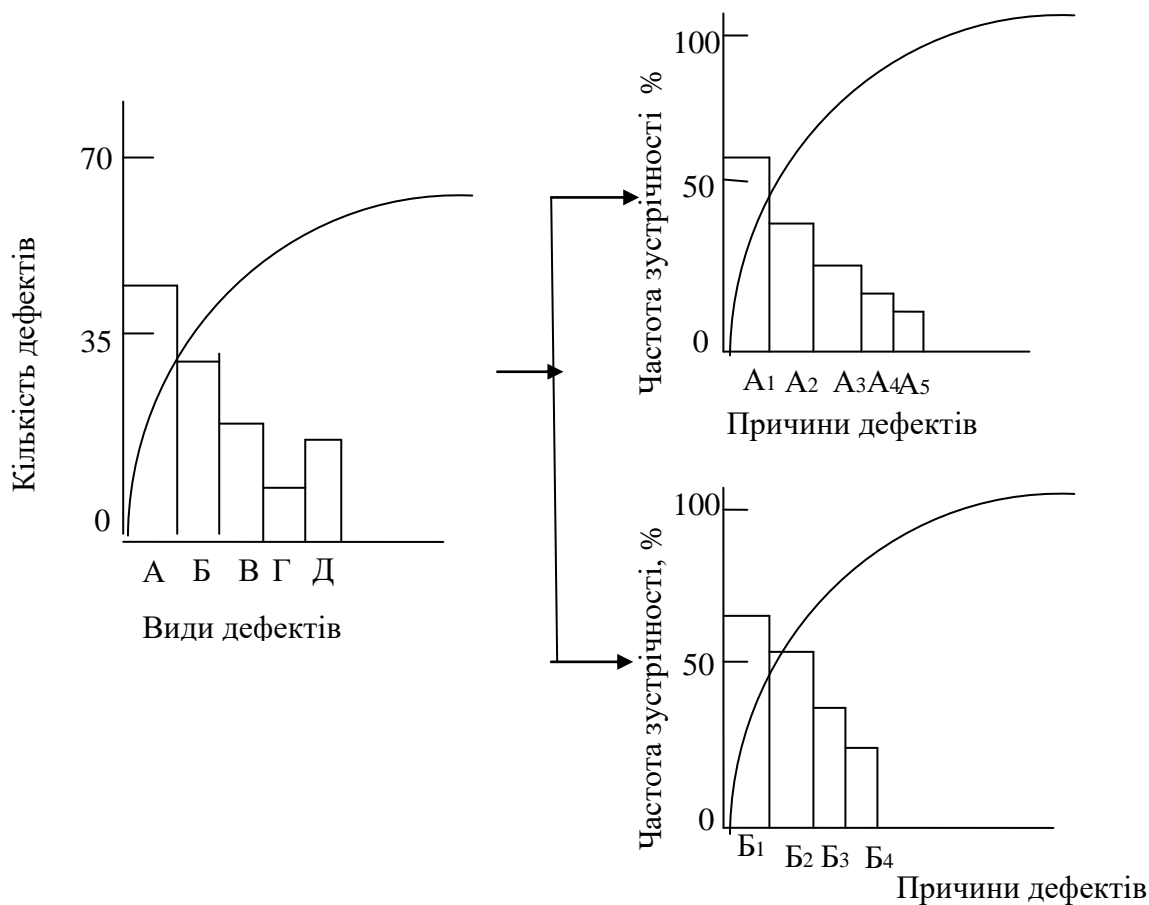 Кількість дефектів
70
35
0
А Б В Г Д
Види дефектів
Частота зустрічності %
100
50
0
А1 А2 А3 А4 А5
Причини дефектів
Частота зустрічності, %
100
50
0
Б1 Б2 Б3 Б4
Причини дефектів